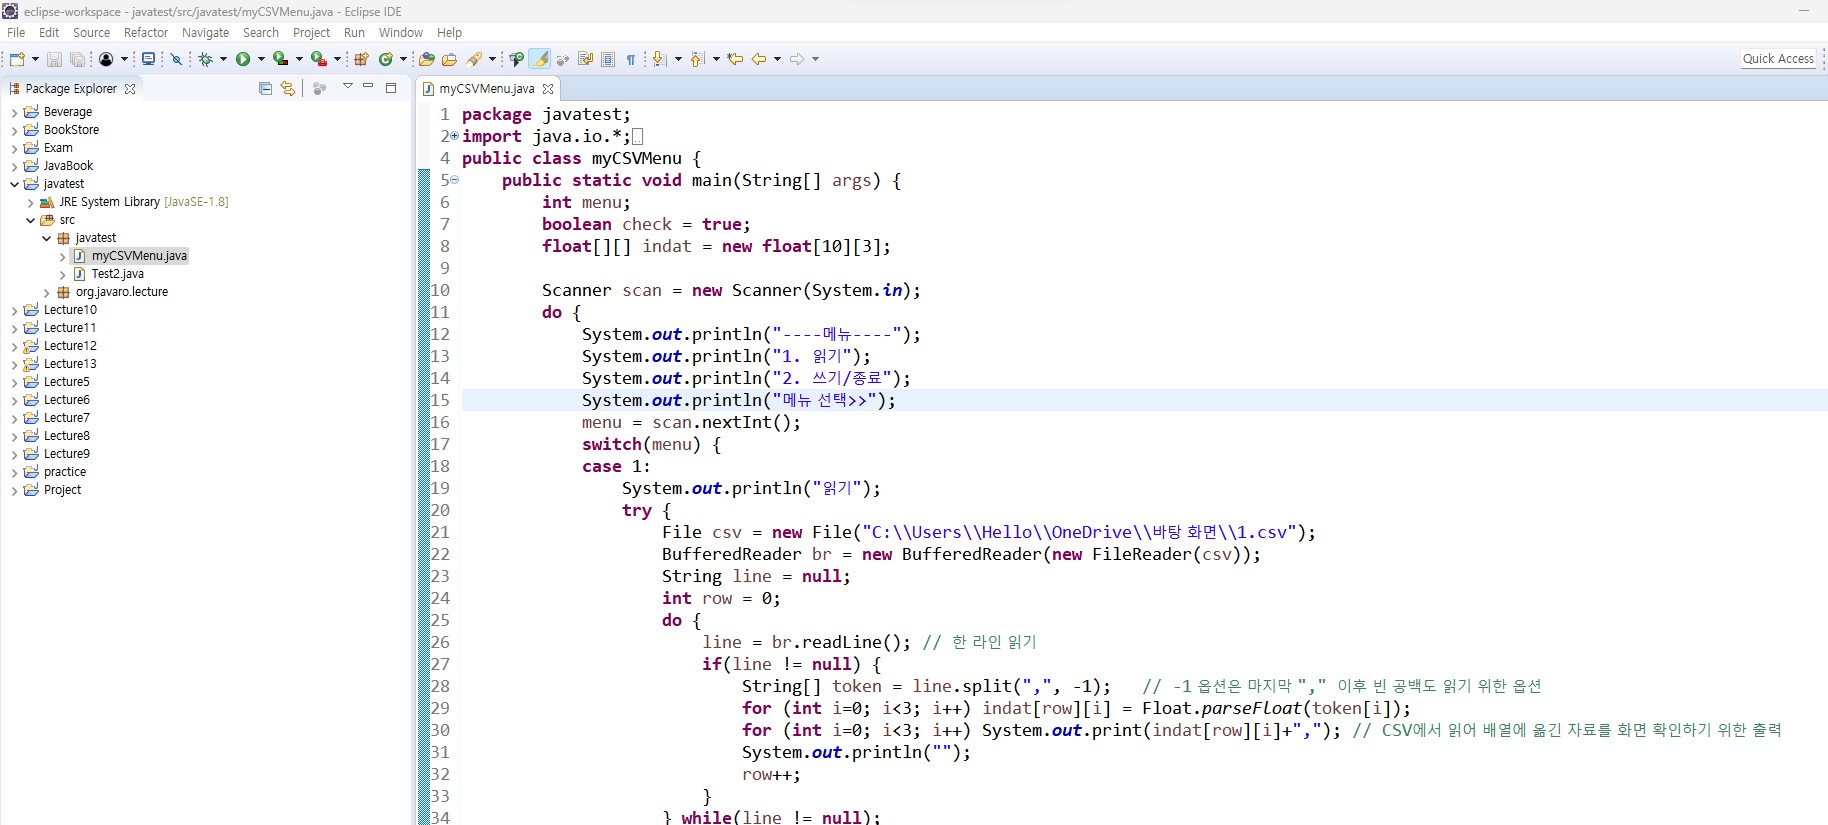 eclipse-workspace - javatest/src/javatest/myCSVMenu.java - Eclipse IDE
File Edit Source Refactor Navigate Search Project Run Window Help
Quick Access
Package Explorer
myCSVMenu.java
Beverage
BookStore
Exam
JavaBook
javatest
JRE System Library [JavaSE-1.8]
src
javatest
myCSVMenu.java
Test2.java
org.javaro.lecture
Lecture10
Lecture11
Lecture12
Lecture13
Lecture5
Lecture6
Lecture7
Lecture8
Lecture9
practice
Project
1 package javatest;
2 import java.io.*;
4 public class myCSVMenu {
5 public static void main(String[] args) {
6 int menu;
7 boolean check = true;
8 float[][] indat = new float[10][3];
9
10 Scanner scan = new Scanner(System.in);
11 do {
12 System.out.println("----메뉴----");
13 System.out.println("1. 읽기");
14 System.out.println("2. 쓰기/종료");
15 System.out.println("메뉴 선택>>");
16 menu = scan.nextInt();
17 switch(menu) {
18 case 1:
19 System.out.println("읽기");
20 try {
21 File csv = new File("C:\\Users\\Hello\\OneDrive\\바탕 화면\\1.csv");
22 BufferedReader br = new BufferedReader(new FileReader(csv));
23 String line = null;
24 int row = 0;
25 do {
26 line = br.readLine(); // 한 라인 읽기
27 if(line != null) {
28 String[] token = line.split(",", -1); // -1 옵션은 마지막 "," 이후 빈 공백도 읽기 위한 옵션
29 for (int i=0; i<3; i++) indat[row][i] = Float.parseFloat(token[i]);
30 for (int i=0; i<3; i++) System.out.print(indat[row][i]+","); // CSV에서 읽어 배열에 옮긴 자료를 화면 확인하기 위한 출력
31 System.out.println("");
32 row++;
33 }
34 } while(line != null);